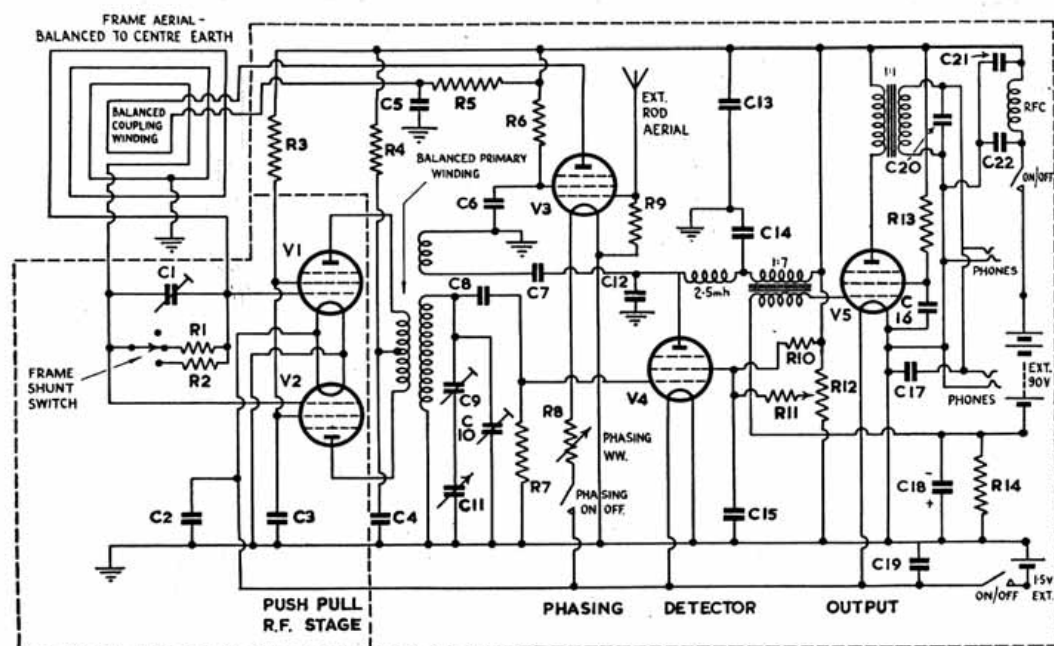 FRAME AERIAL -
BALANCED TO CENTRE EARTH
BALANCED
COUPLING
WINDING
C5
R5
R6
EXT.
ROD
AERIAL
C13
1:1
C21
RFC
C20
C22
ON/OFF
R3
R4
BALANCED PRIMARY
WINDING
C6
V3
R9
C14
R13
PHONES
V1
C1
C8
C7
C12
2·5mh
1:7
V5
C
16
FRAME
SHUNT
SWITCH
R1
R2
V2
C9
C
10
C11
R7
R8
PHASING
WW.
PHASING
ON OFF.
V4
R10
R11
R12
C17
PHONES
EXT.
90V
C2
C3
C4
C15
C18
-
+
R14
C19
ON/OFF
1·5V
EXT.
PUSH PULL
R.F. STAGE
PHASING
DETECTOR
OUTPUT